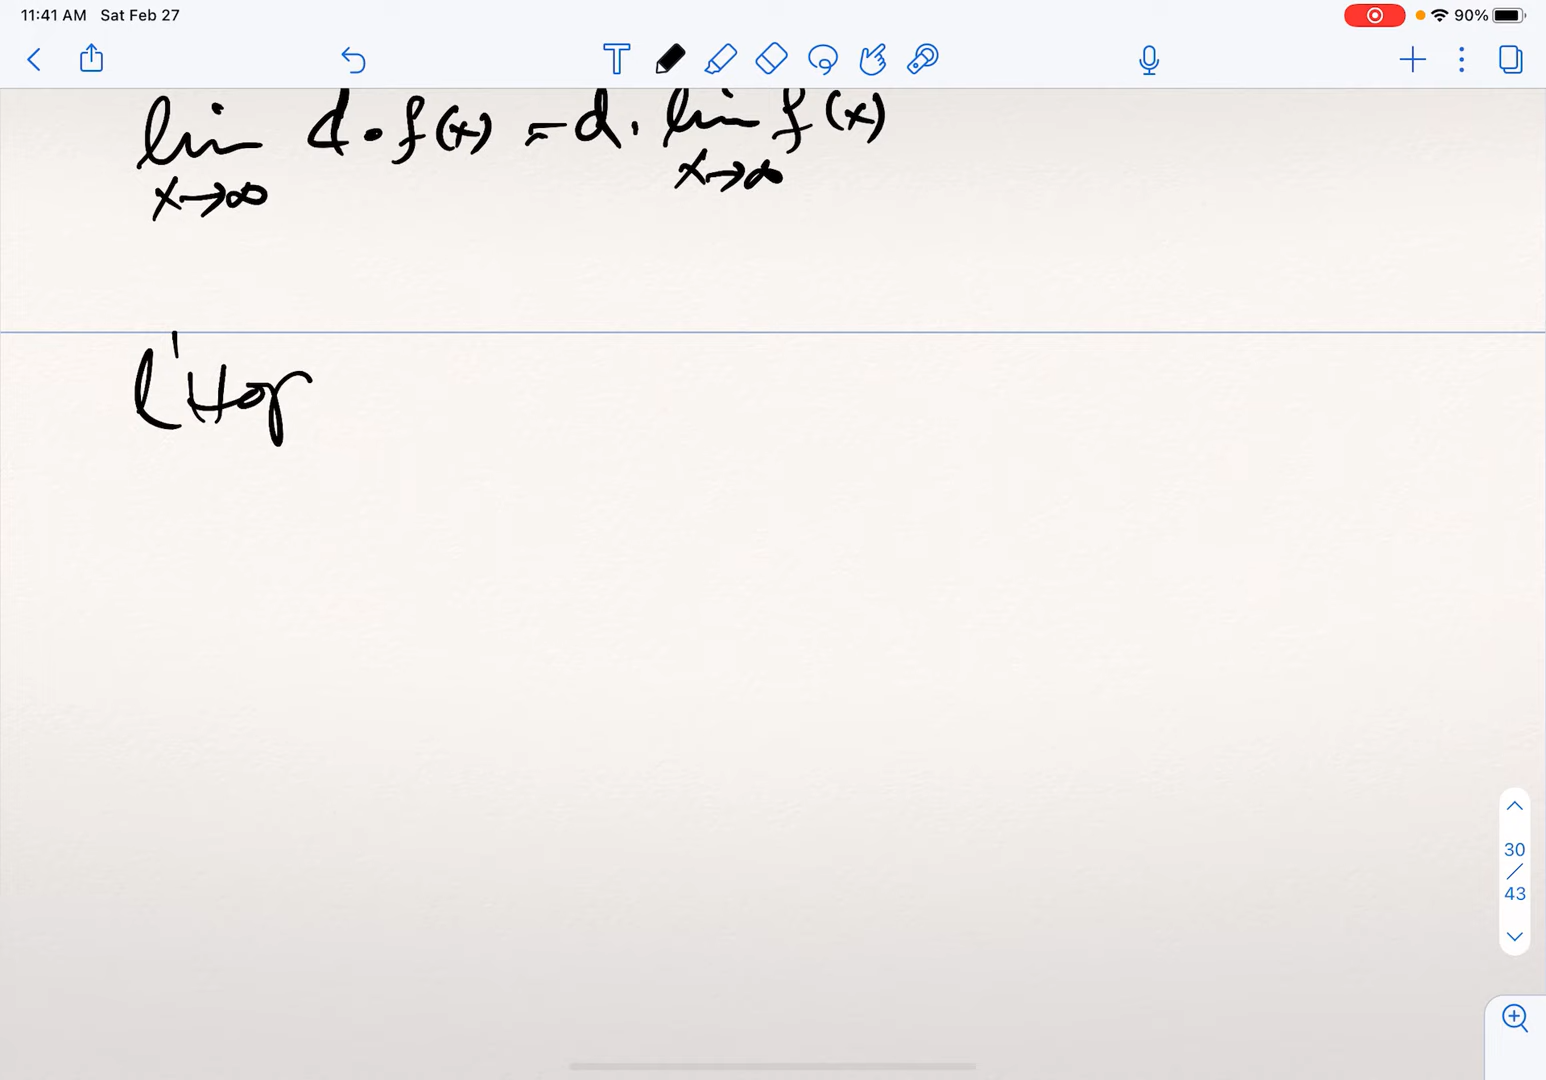 11:41 AM Sat Feb 27
90%
T
lim d · f(x) = d · lim f(x)
x→∞ x→∞
l'Hop
30
/
43